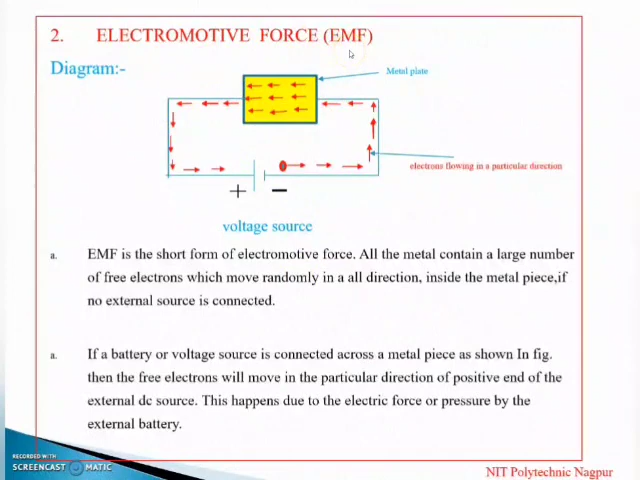 2. ELECTROMOTIVE FORCE (EMF)
Diagram:-
Metal plate
electrons flowing in a particular direction
+ −
voltage source
a. EMF is the short form of electromotive force. All the metal contain a large number
of free electrons which move randomly in a all direction, inside the metal piece,if
no external source is connected.
a. If a battery or voltage source is connected across a metal piece as shown In fig.
then the free electrons will move in the particular direction of positive end of the
external dc source. This happens due to the electric force or pressure by the
external battery.
RECORDED WITH
SCREENCAST MATIC
NIT Polytechnic Nagpur